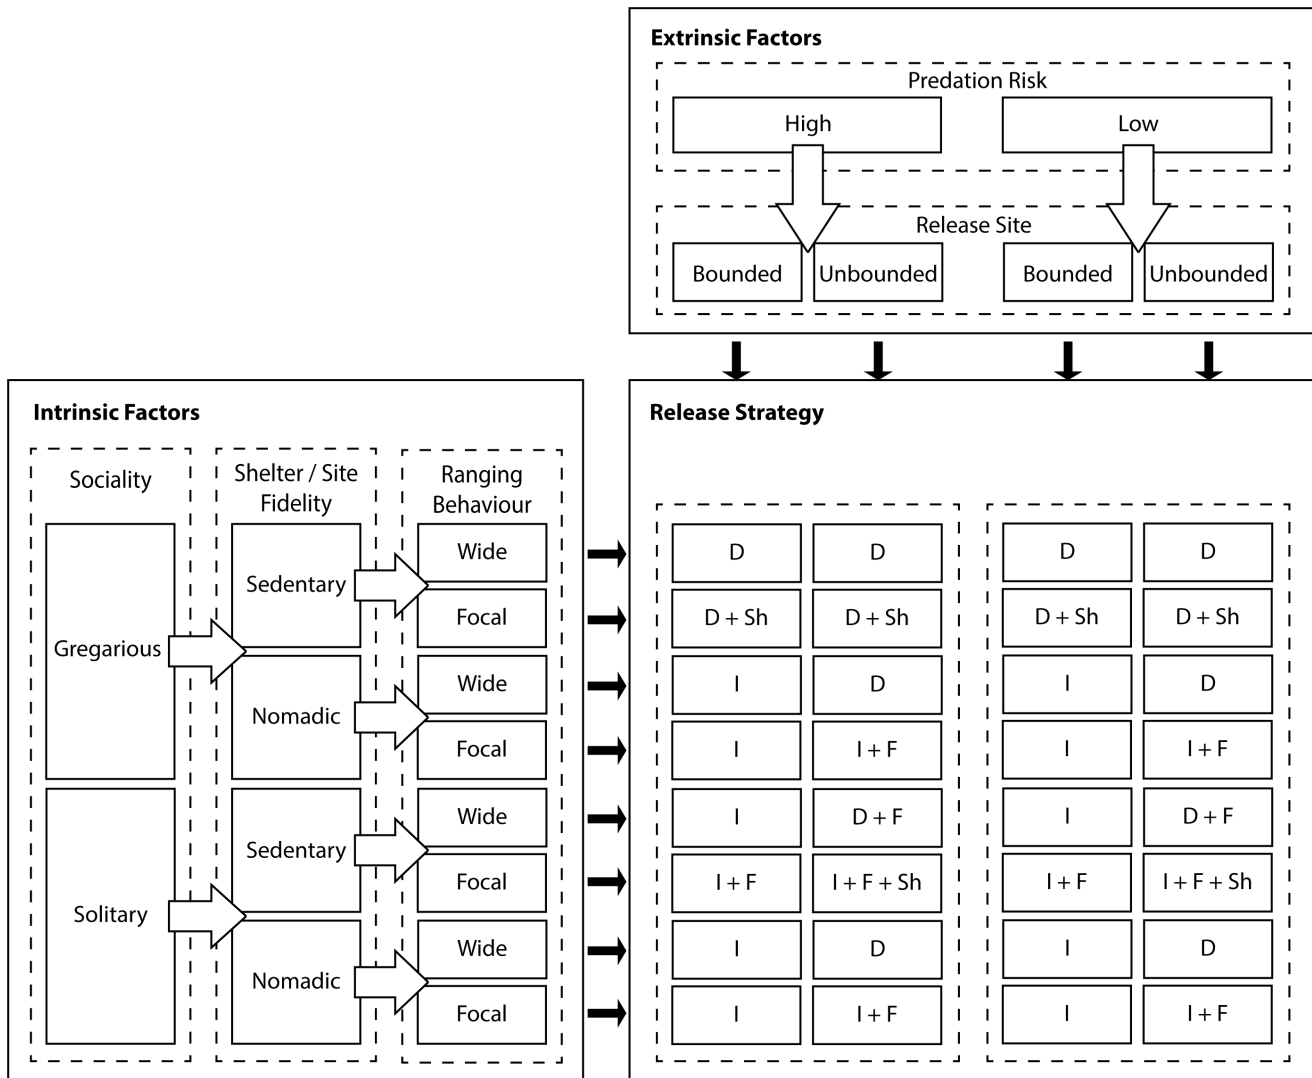 Extrinsic Factors
Predation Risk
High
Low
Release Site
Bounded
Unbounded
Bounded
Unbounded
Intrinsic Factors
Sociality
Shelter / Site
Fidelity
Ranging
Behaviour
Gregarious
Sedentary
Wide
Focal
Nomadic
Wide
Focal
Solitary
Sedentary
Wide
Focal
Nomadic
Wide
Focal
Release Strategy
D D D D
D + Sh D + Sh D + Sh D + Sh
I D I D
I I + F I I + F
I D + F I D + F
I + F I + F + Sh I + F I + F + Sh
I D I D
I I + F I I + F